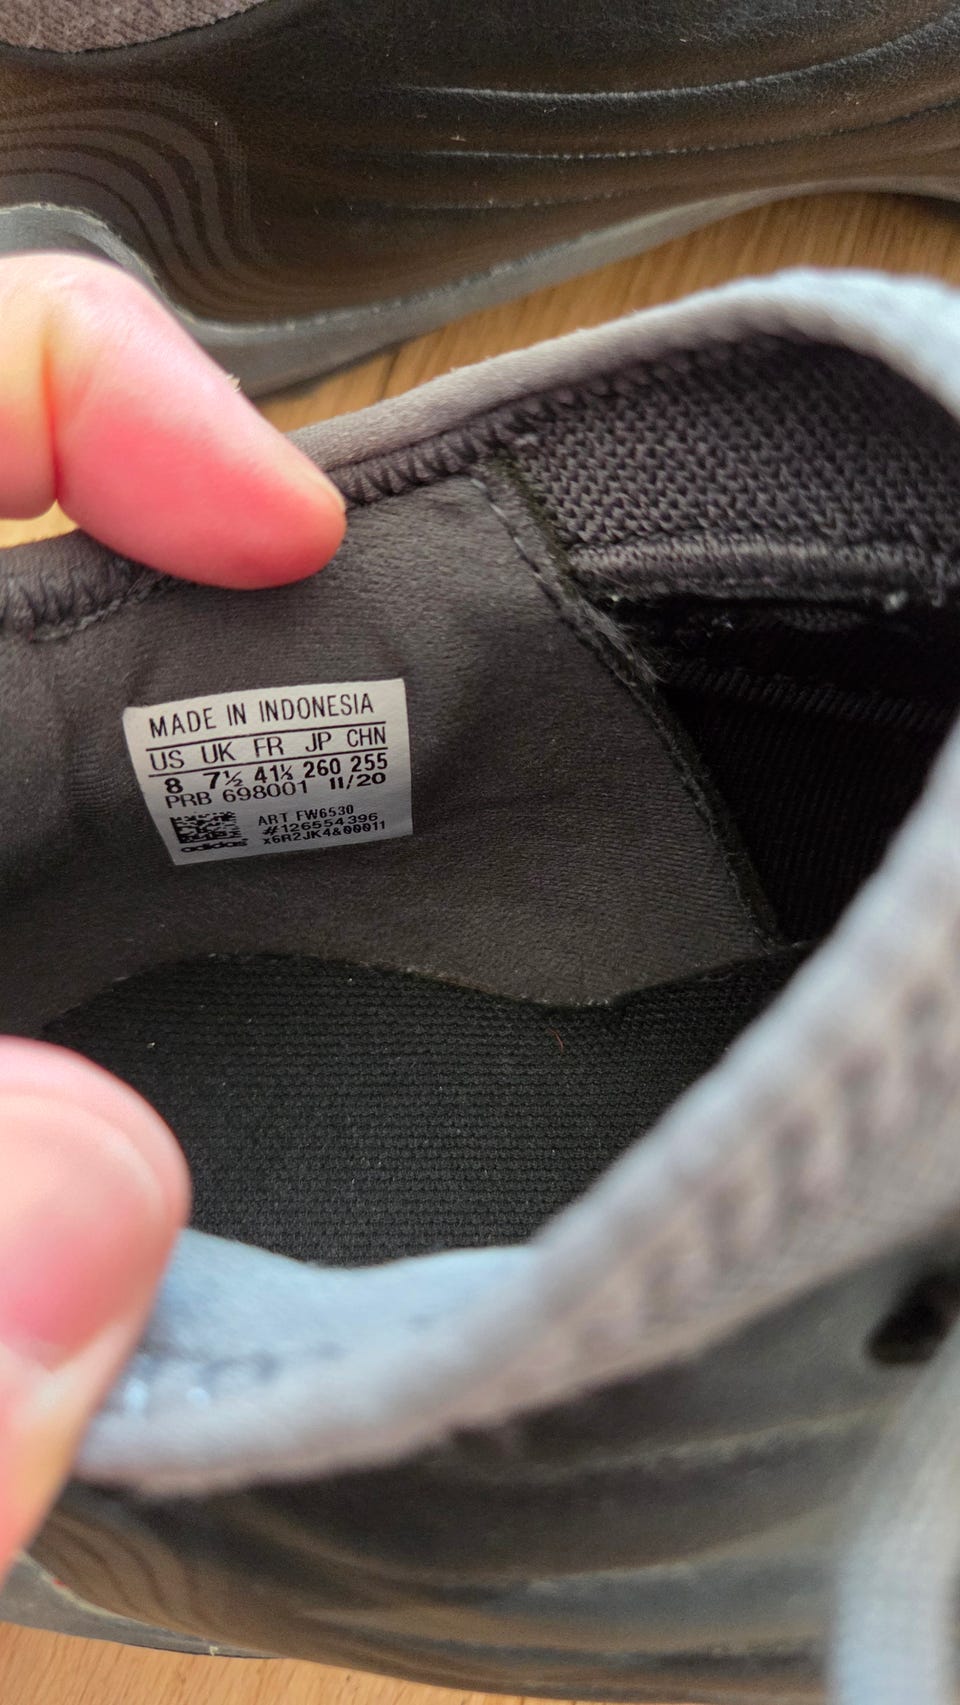 MADE IN INDONESIA
US UK FR JP CHN
8 7½ 41⅓ 260 255
PRB 698001 11/20
ART FW6530
#126554396
x6R2JK4&00011
adidas